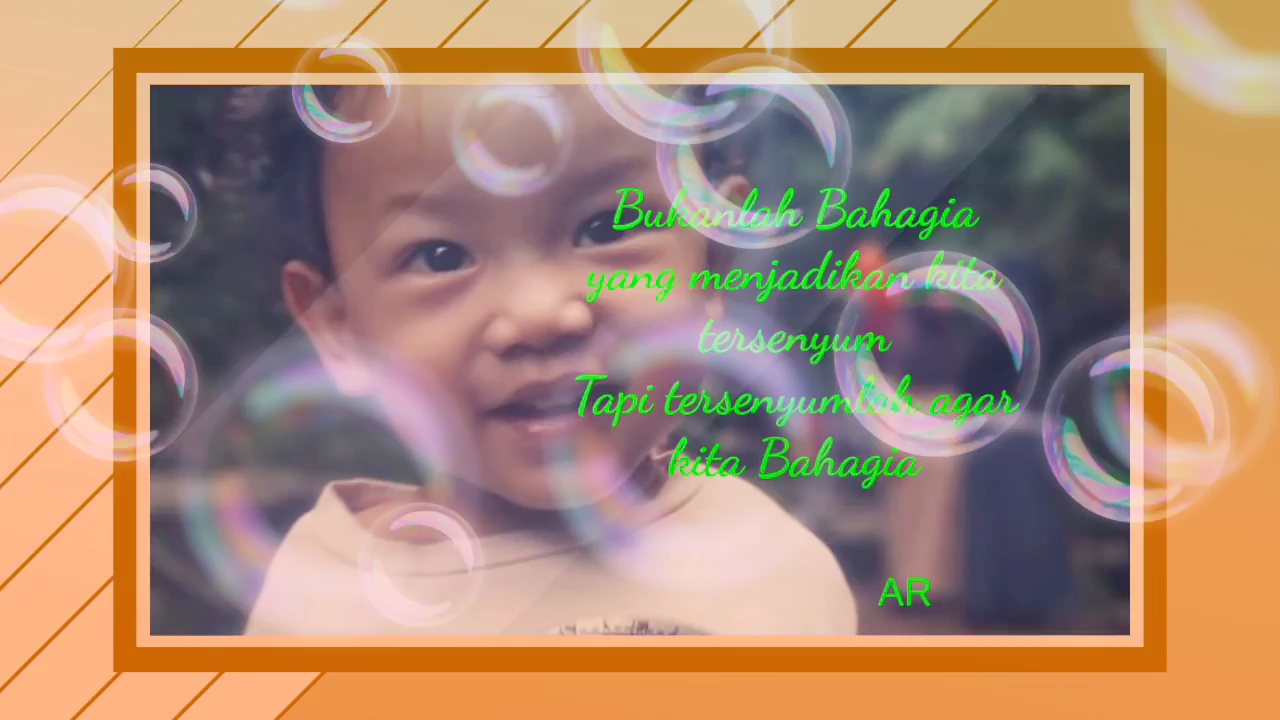 Bukanlah Bahagia
yang menjadikan kita
tersenyum
Tapi tersenyumlah agar
kita Bahagia
AR